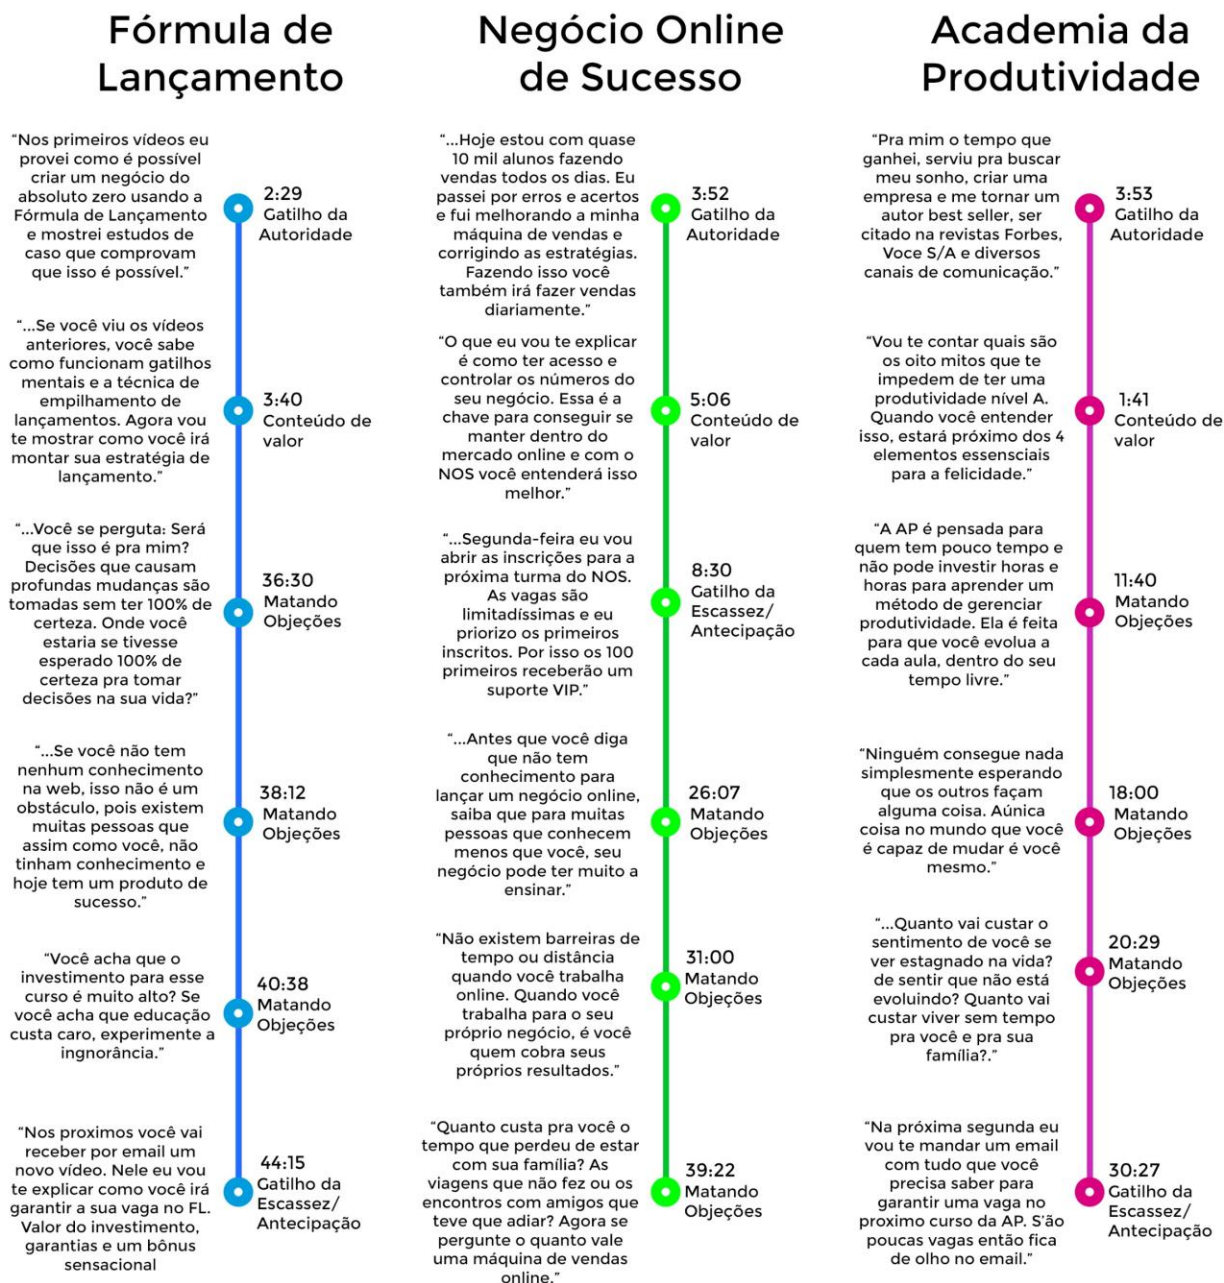 Fórmula de
Lançamento
“Nos primeiros vídeos eu
provei como é possível
criar um negócio do
absoluto zero usando a
Fórmula de Lançamento
e mostrei estudos de
caso que comprovam
que isso é possível.”
2:29
Gatilho da
Autoridade
“...Se você viu os vídeos
anteriores, você sabe
como funcionam gatilhos
mentais e a técnica de
empilhamento de
lançamentos. Agora vou
te mostrar como você irá
montar sua estratégia de
lançamento.”
3:40
Conteúdo de
valor
“...Você se pergunta: Será
que isso é pra mim?
Decisões que causam
profundas mudanças são
tomadas sem ter 100% de
certeza. Onde você
estaria se tivesse
esperado 100% de
certeza pra tomar
decisões na sua vida?”
36:30
Matando
Objeções
“...Se você não tem
nenhum conhecimento
na web, isso não é um
obstáculo, pois existem
muitas pessoas que
assim como você, não
tinham conhecimento e
hoje tem um produto de
sucesso.”
38:12
Matando
Objeções
“Você acha que o
investimento para esse
curso é muito alto? Se
você acha que educação
custa caro, experimente a
ingnorância.”
40:38
Matando
Objeções
“Nos proximos você vai
receber por email um
novo vídeo. Nele eu vou
te explicar como você irá
garantir a sua vaga no FL.
Valor do investimento,
garantias e um bônus
sensacional
44:15
Gatilho da
Escassez/
Antecipação
Negócio Online
de Sucesso
“...Hoje estou com quase
10 mil alunos fazendo
vendas todos os dias. Eu
passei por erros e acertos
e fui melhorando a minha
máquina de vendas e
corrigindo as estratégias.
Fazendo isso você
também irá fazer vendas
diariamente.”
3:52
Gatilho da
Autoridade
“O que eu vou te explicar
é como ter acesso e
controlar os números do
seu negócio. Essa é a
chave para conseguir se
manter dentro do
mercado online e com o
NOS você entenderá isso
melhor.”
5:06
Conteúdo de
valor
“...Segunda-feira eu vou
abrir as inscrições para a
próxima turma do NOS.
As vagas são
limitadíssimas e eu
priorizo os primeiros
inscritos. Por isso os 100
primeiros receberão um
suporte VIP.”
8:30
Gatilho da
Escassez/
Antecipação
“...Antes que você diga
que não tem
conhecimento para
lançar um negócio online,
saiba que para muitas
pessoas que conhecem
menos que você, seu
negócio pode ter muito a
ensinar.”
26:07
Matando
Objeções
“Não existem barreiras de
tempo ou distância
quando você trabalha
online. Quando você
trabalha para o seu
próprio negócio, é você
quem cobra seus
próprios resultados.”
31:00
Matando
Objeções
“Quanto custa pra você o
tempo que perdeu de estar
com sua família? As
viagens que não fez ou os
encontros com amigos que
teve que adiar? Agora se
pergunte o quanto vale
uma máquina de vendas
online.”
39:22
Matando
Objeções
Academia da
Produtividade
“Pra mim o tempo que
ganhei, serviu pra buscar
meu sonho, criar uma
empresa e me tornar um
autor best seller, ser
citado na revistas Forbes,
Voce S/A e diversos
canais de comunicação.”
3:53
Gatilho da
Autoridade
“Vou te contar quais são
os oito mitos que te
impedem de ter uma
produtividade nível A.
Quando você entender
isso, estará próximo dos 4
elementos essensciais
para a felicidade.”
1:41
Conteúdo de
valor
“A AP é pensada para
quem tem pouco tempo e
não pode investir horas e
horas para aprender um
método de gerenciar
produtividade. Ela é feita
para que você evolua a
cada aula, dentro do seu
tempo livre.”
11:40
Matando
Objeções
“Ninguém consegue nada
simplesmente esperando
que os outros façam
alguma coisa. Aúnica
coisa no mundo que você
é capaz de mudar é você
mesmo.”
18:00
Matando
Objeções
“...Quanto vai custar o
sentimento de você se
ver estagnado na vida?
de sentir que não está
evoluindo? Quanto vai
custar viver sem tempo
pra você e pra sua
família?.”
20:29
Matando
Objeções
“Na próxima segunda eu
vou te mandar um email
com tudo que você
precisa saber para
garantir uma vaga no
proximo curso da AP. S’ão
poucas vagas então fica
de olho no email.”
30:27
Gatilho da
Escassez/
Antecipação